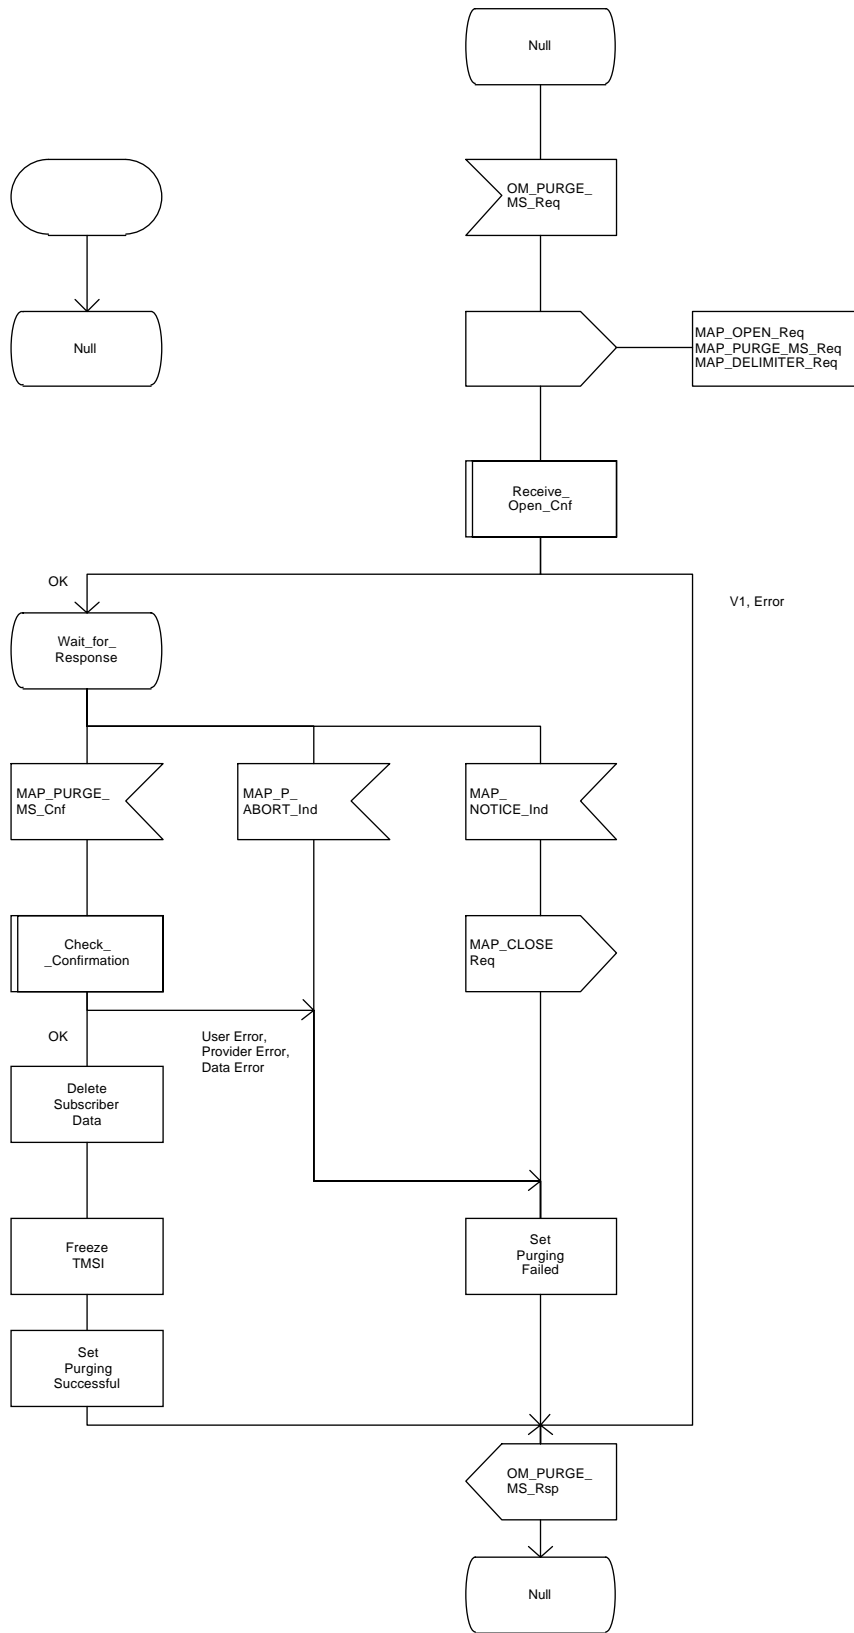 Null
OM_PURGE_
MS_Req
Null
MAP_OPEN_Req
MAP_PURGE_MS_Req
MAP_DELIMITER_Req
Receive_
Open_Cnf
OK
V1, Error
Wait_for_
Response
MAP_PURGE_
MS_Cnf
MAP_P_
ABORT_Ind
MAP_
NOTICE_Ind
Check_
_Confirmation
MAP_CLOSE
Req
OK
User Error,
Provider Error,
Data Error
Delete
Subscriber
Data
Freeze
TMSI
Set
Purging
Failed
Set
Purging
Successful
OM_PURGE_
MS_Rsp
Null